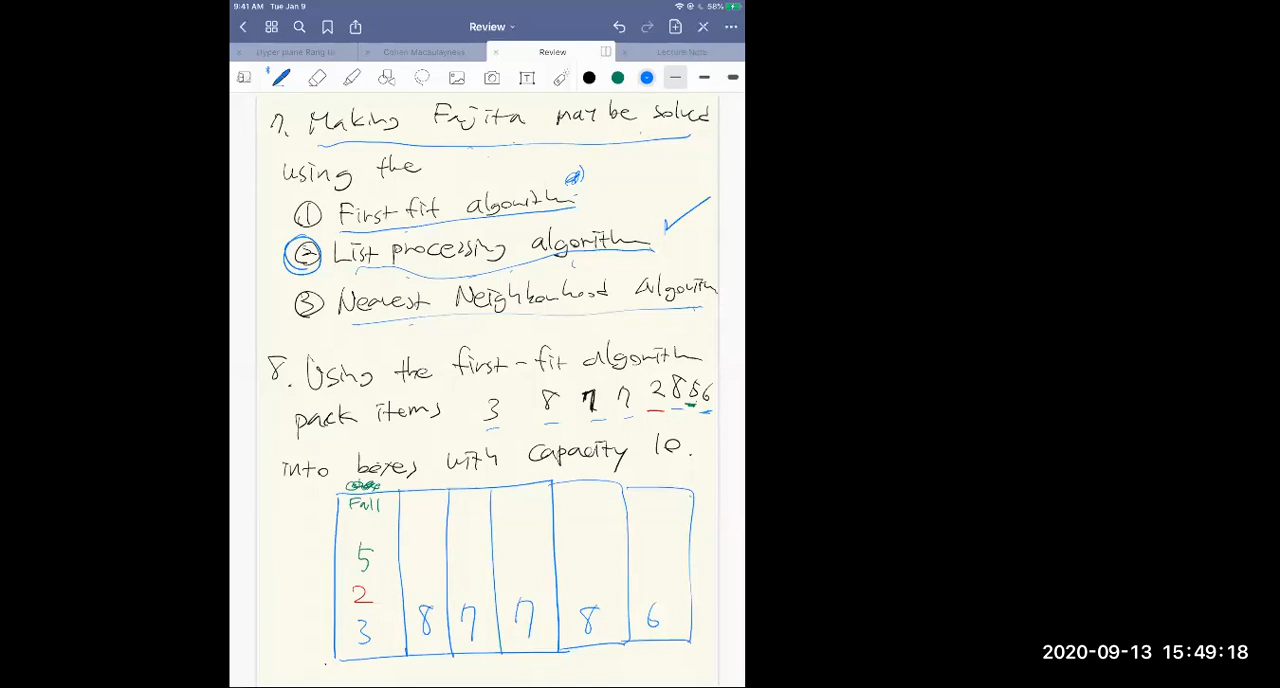 9:41 AM Tue Jan 9
58%
Review
Hyper plane Rang
Cohen Macaulayness
Review
Lecture Note
7. Making Fajita may be solved
using the
① First-fit algorithm
② List processing algorithm
③ Nearest Neighborhood Algorith
8. Using the first-fit algorithm
pack items 3 8 7 7 2 8 5 6
into boxes with capacity 10.
Full
5
2
3 8 7 7 8 6
2020-09-13 15:49:18